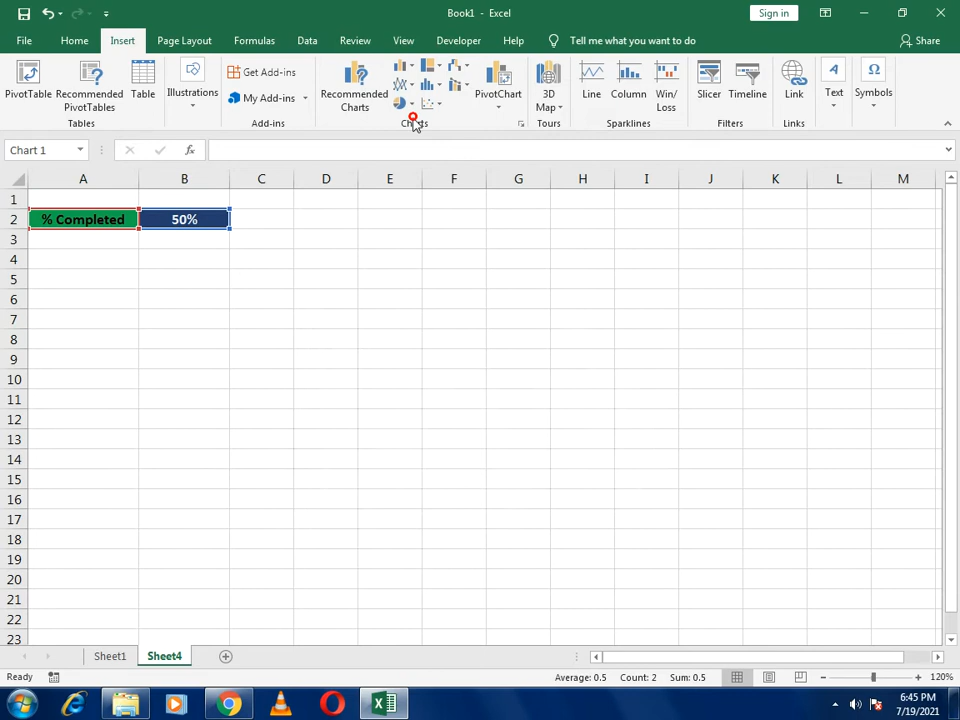 Book1 - Excel
Sign in
File Home Insert Page Layout Formulas Data Review View Developer Help Tell me what you want to do Share
PivotTable
Recommended
PivotTables
Table
Tables
Illustrations
Get Add-ins
My Add-ins
Add-ins
Recommended
Charts
PivotChart
3D
Map
Tours
Line
Column
Win/
Loss
Sparklines
Slicer
Timeline
Filters
Link
Links
Text
Symbols
Chart 1
fx
A B C D E F G H I J K L M
1
2 % Completed 50%
3
4
5
6
7
8
9
10
11
12
13
14
15
16
17
18
19
20
21
22
23
Sheet1 Sheet4
Ready Average: 0.5 Count: 2 Sum: 0.5 120%
6:45 PM
7/19/2021